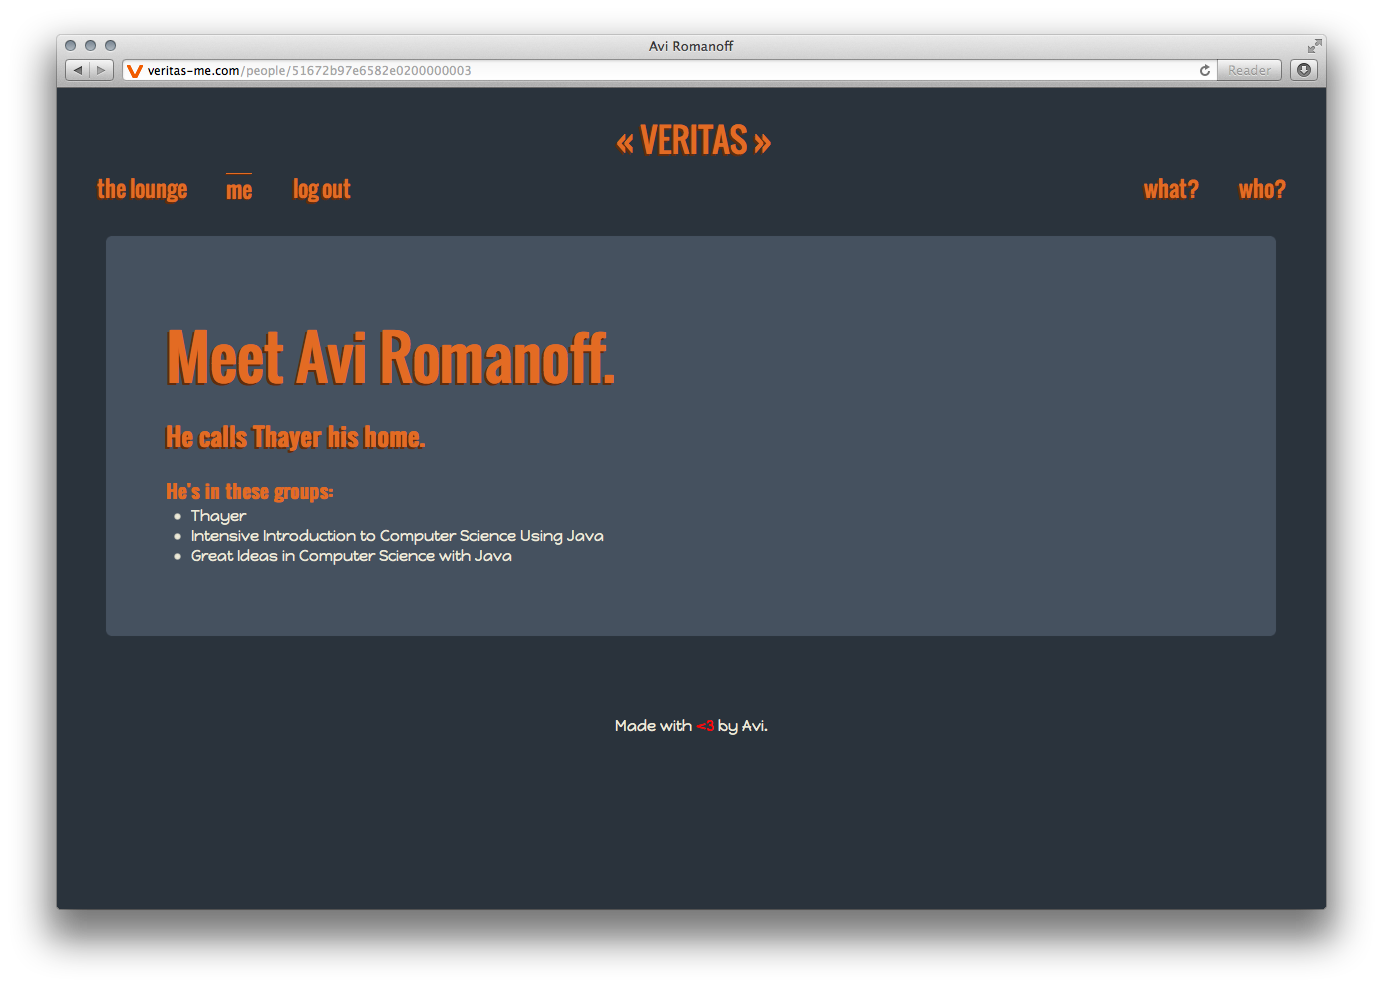 Avi Romanoff
veritas-me.com/people/51672b97e6582e0200000003
Reader
« VERITAS »
the lounge me log out what? who?
Meet Avi Romanoff.
He calls Thayer his home.
He's in these groups:
Thayer
Intensive Introduction to Computer Science Using Java
Great Ideas in Computer Science with Java
Made with <3 by Avi.